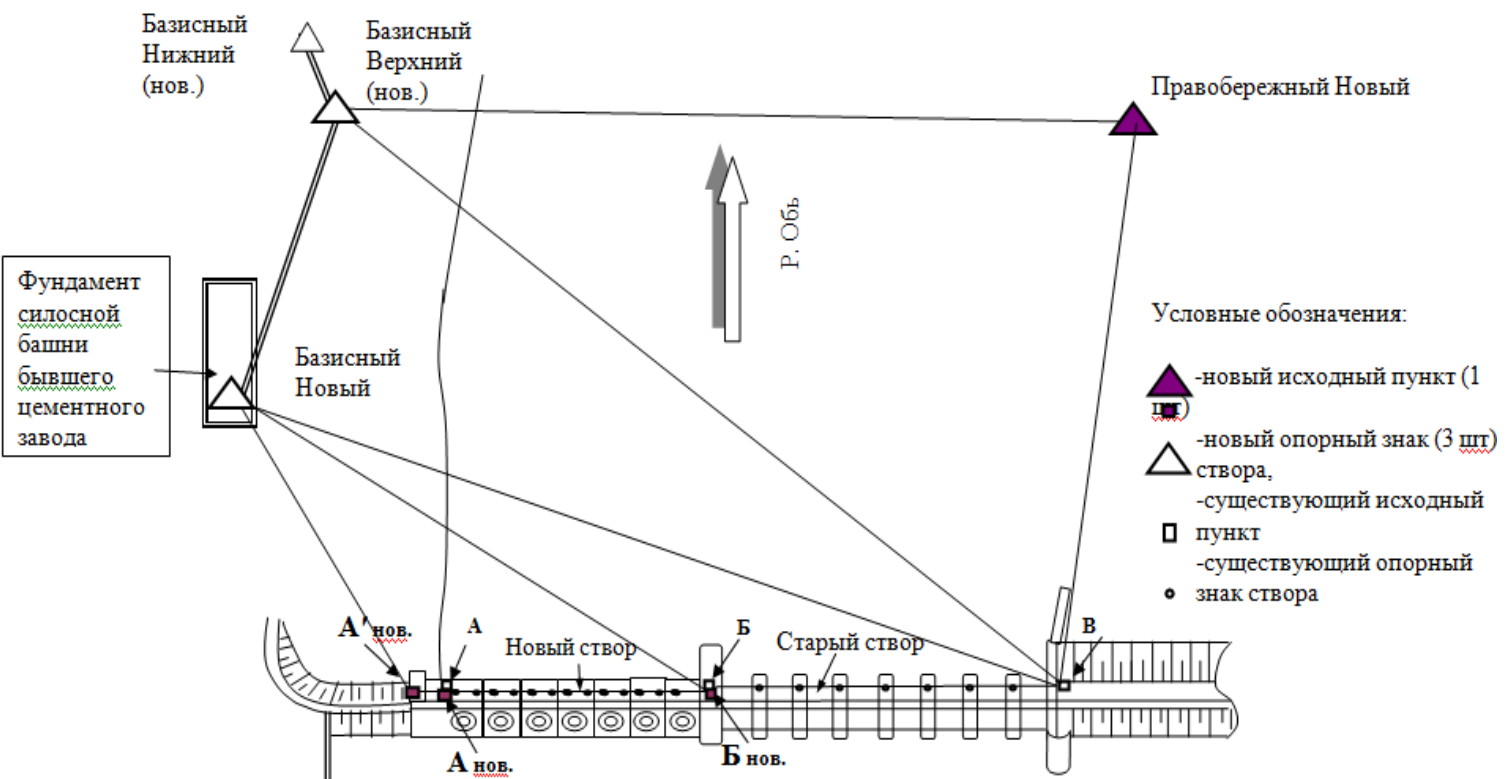 Базисный
Нижний
(нов.)
Базисный
Верхний
(нов.)
Правобережный Новый
Р. Обь
Фундамент
силосной
башни
бывшего
цементного
завода
Базисный
Новый
Условные обозначения:
-новый исходный пункт (1
шт)
-новый опорный знак (3 шт)
створа,
-существующий исходный
пункт
-существующий опорный
знак створа
А' нов.
А
Новый створ
Б
Старый створ
В
А нов.
Б нов.